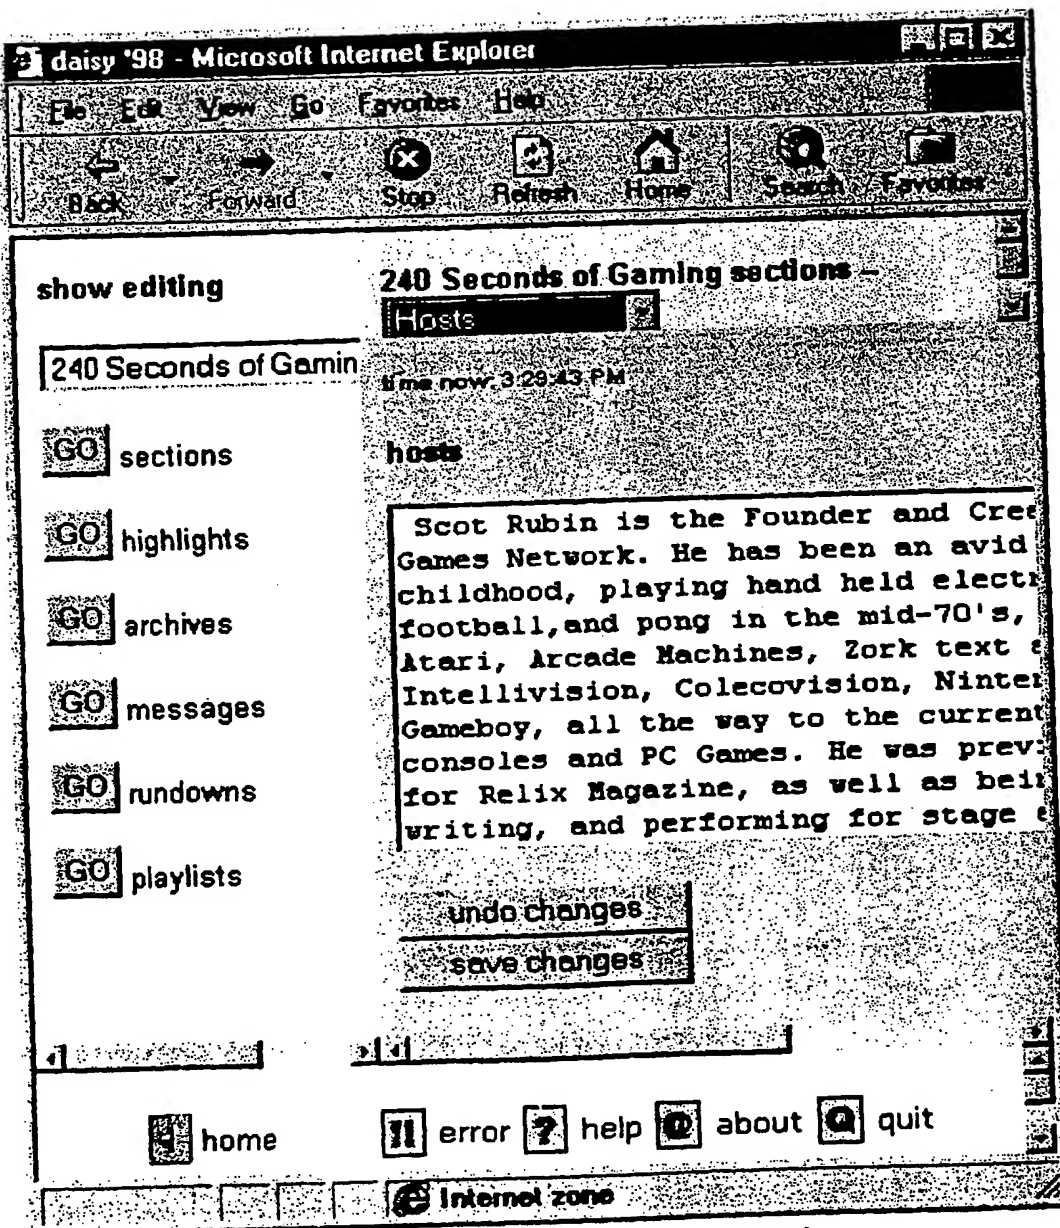 daisy '98 - Microsoft Internet Explorer
File Edit View Go Favorites Help
Back Forward Stop Refresh Home Search Favorites
show editing
240 Seconds of Gamin
GO sections
GO highlights
GO archives
GO messages
GO rundowns
GO playlists
240 Seconds of Gaming sections –
Hosts
time now: 3:29:43 PM
hosts
Scot Rubin is the Founder and Cre
Games Network. He has been an avid
childhood, playing hand held electr
football,and pong in the mid-70's,
Atari, Arcade Machines, Zork text
Intellivision, Colecovision, Ninten
Gameboy, all the way to the current
consoles and PC Games. He was previ
for Relix Magazine, as well as bein
writing, and performing for stage
undo changes
save changes
home !! error ? help @ about Q quit
Internet zone